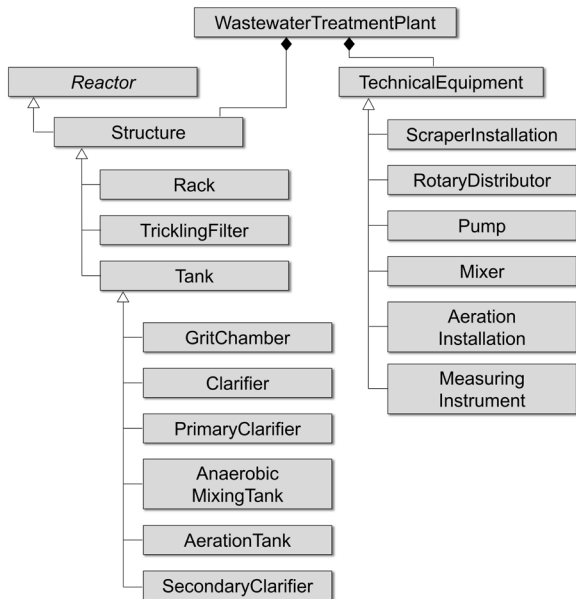 WastewaterTreatmentPlant
Reactor
TechnicalEquipment
Structure
ScraperInstallation
Rack
RotaryDistributor
TricklingFilter
Pump
Tank
Mixer
GritChamber
Aeration
Installation
Clarifier
Measuring
Instrument
PrimaryClarifier
Anaerobic
MixingTank
AerationTank
SecondaryClarifier